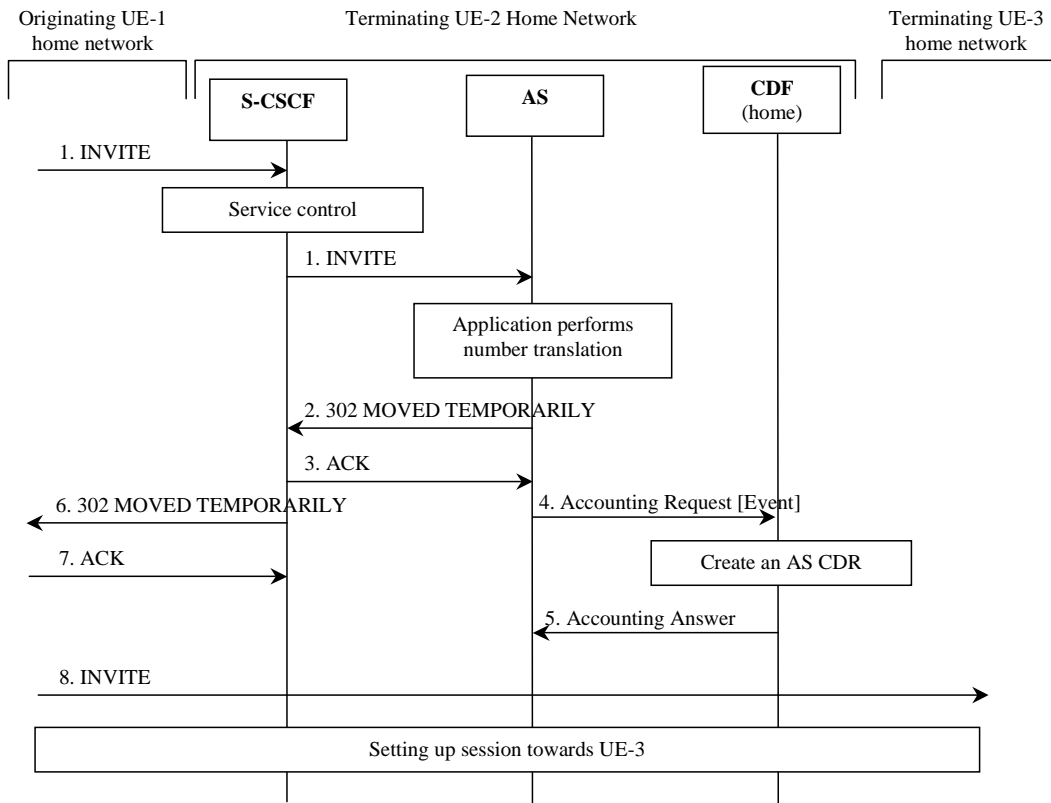 Originating UE-1
home network
Terminating UE-2 Home Network
Terminating UE-3
home network
S-CSCF
AS
CDF
(home)
1. INVITE
Service control
1. INVITE
Application performs
number translation
2. 302 MOVED TEMPORARILY
3. ACK
6. 302 MOVED TEMPORARILY
4. Accounting Request [Event]
7. ACK
Create an AS CDR
5. Accounting Answer
8. INVITE
Setting up session towards UE-3